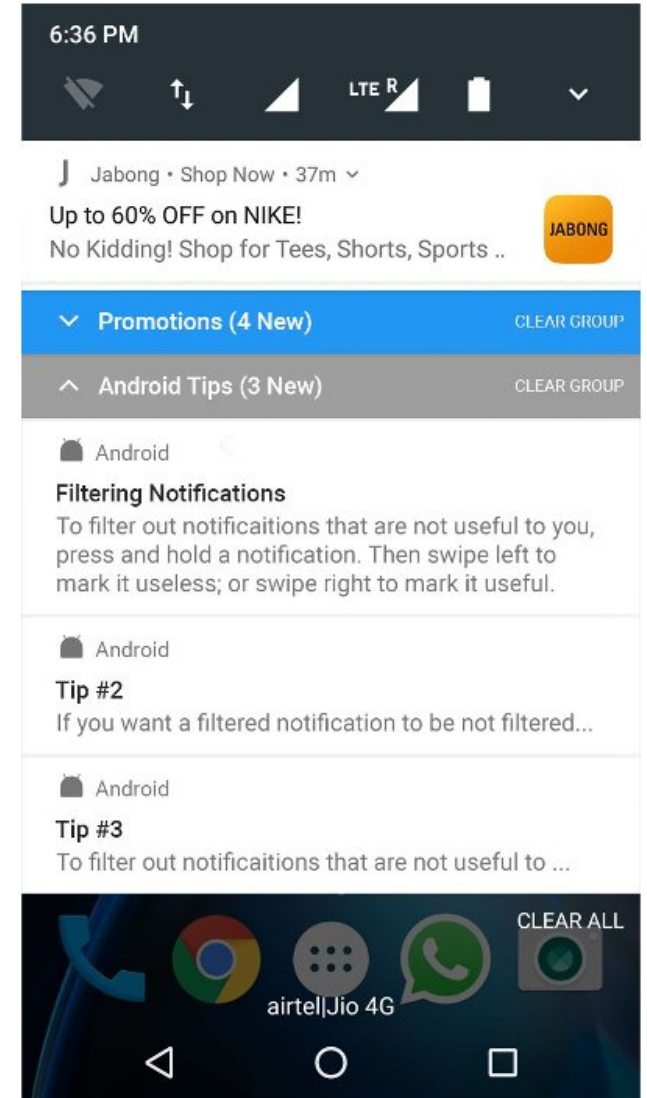 6:36 PM
LTE R
J Jabong • Shop Now • 37m
Up to 60% OFF on NIKE!
No Kidding! Shop for Tees, Shorts, Sports ..
JABONG
Promotions (4 New) CLEAR GROUP
Android Tips (3 New) CLEAR GROUP
Android
Filtering Notifications
To filter out notificaitions that are not useful to you,
press and hold a notification. Then swipe left to
mark it useless; or swipe right to mark it useful.
Android
Tip #2
If you want a filtered notification to be not filtered...
Android
Tip #3
To filter out notificaitions that are not useful to ...
CLEAR ALL
airtel|Jio 4G